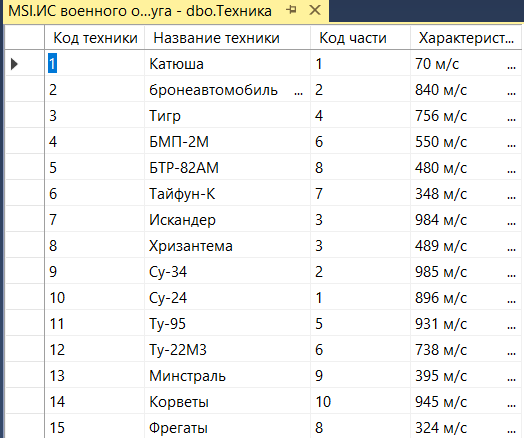 MSI.ИС военного о...уга - dbo.Техника
Код техники Название техники Код части Характерист...
1 Катюша 1 70 м/с ...
2 бронеавтомобиль ... 2 840 м/с ...
3 Тигр 4 756 м/с ...
4 БМП-2М 6 550 м/с ...
5 БТР-82АМ 8 480 м/с ...
6 Тайфун-К 7 348 м/с ...
7 Искандер 3 984 м/с ...
8 Хризантема 3 489 м/с ...
9 Су-34 2 985 м/с ...
10 Су-24 1 896 м/с ...
11 Ту-95 5 931 м/с ...
12 Ту-22М3 6 738 м/с ...
13 Минстраль 9 395 м/с ...
14 Корветы 10 945 м/с ...
15 Фрегаты 8 324 м/с ...